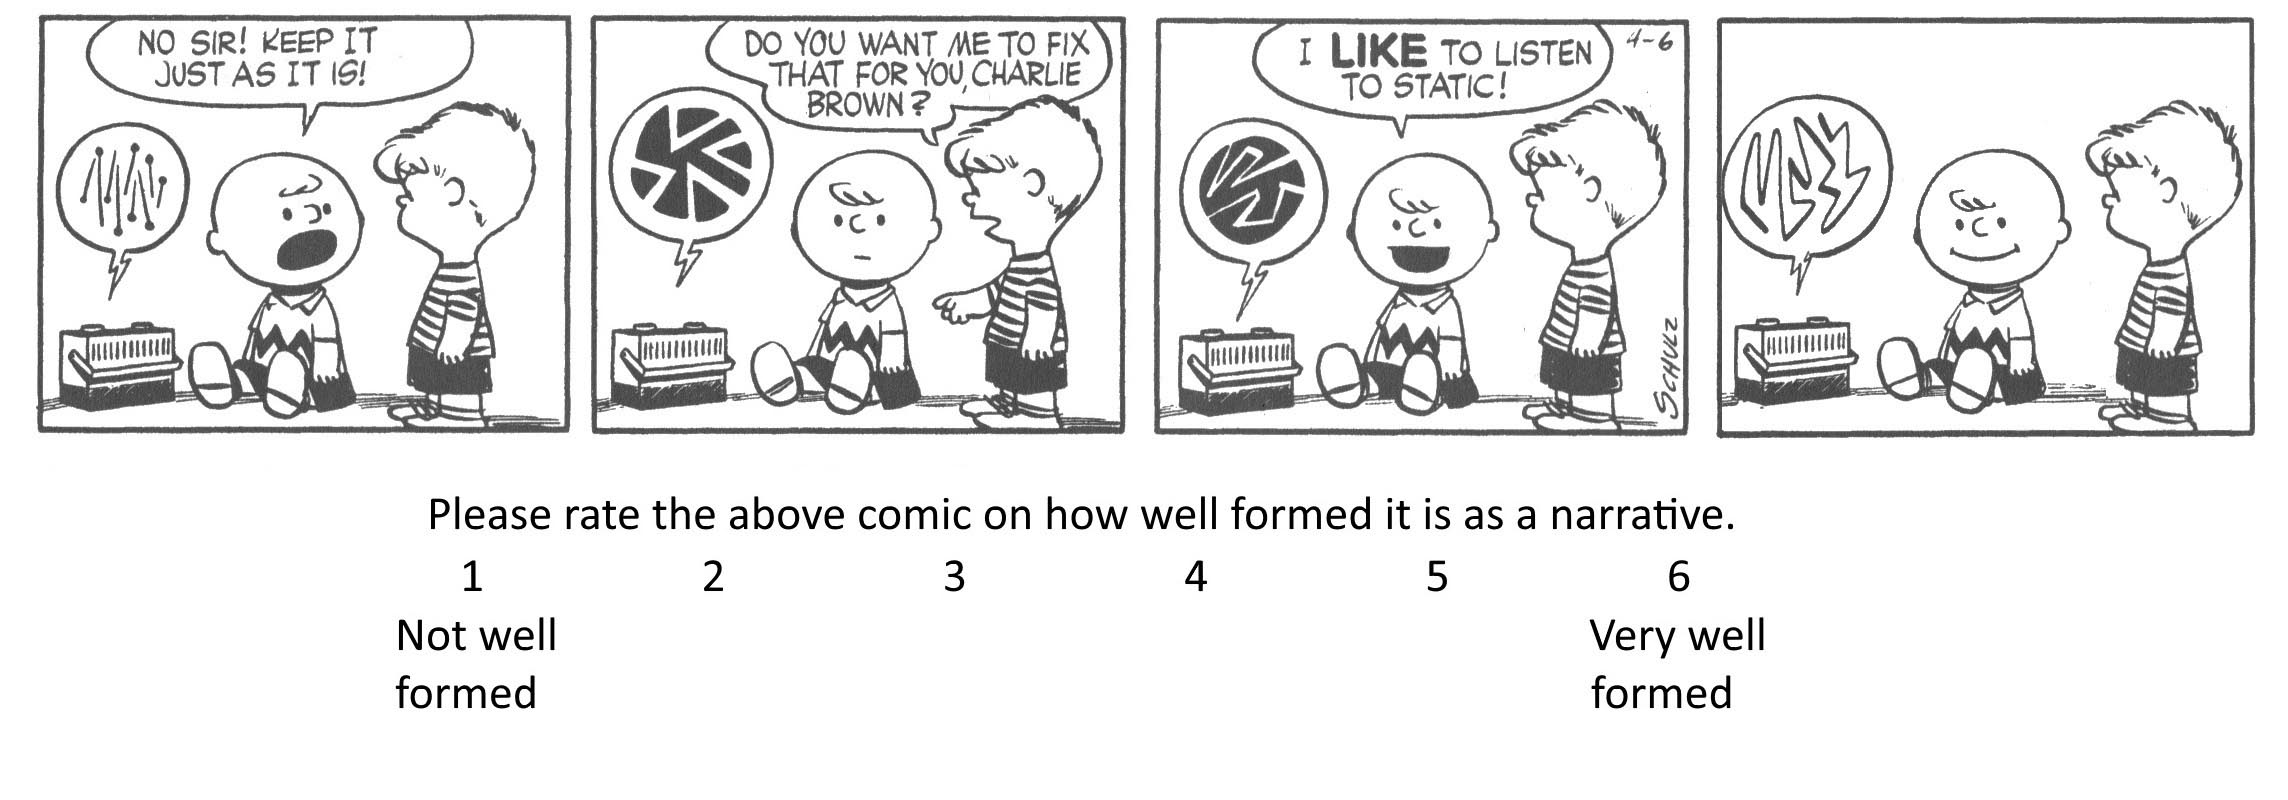 NO SIR! KEEP IT
JUST AS IT IS!
DO YOU WANT ME TO FIX
THAT FOR YOU, CHARLIE
BROWN?
I LIKE TO LISTEN
TO STATIC!
4-6
SCHULZ
Please rate the above comic on how well formed it is as a narrative.
1 2 3 4 5 6
Not well
formed
Very well
formed